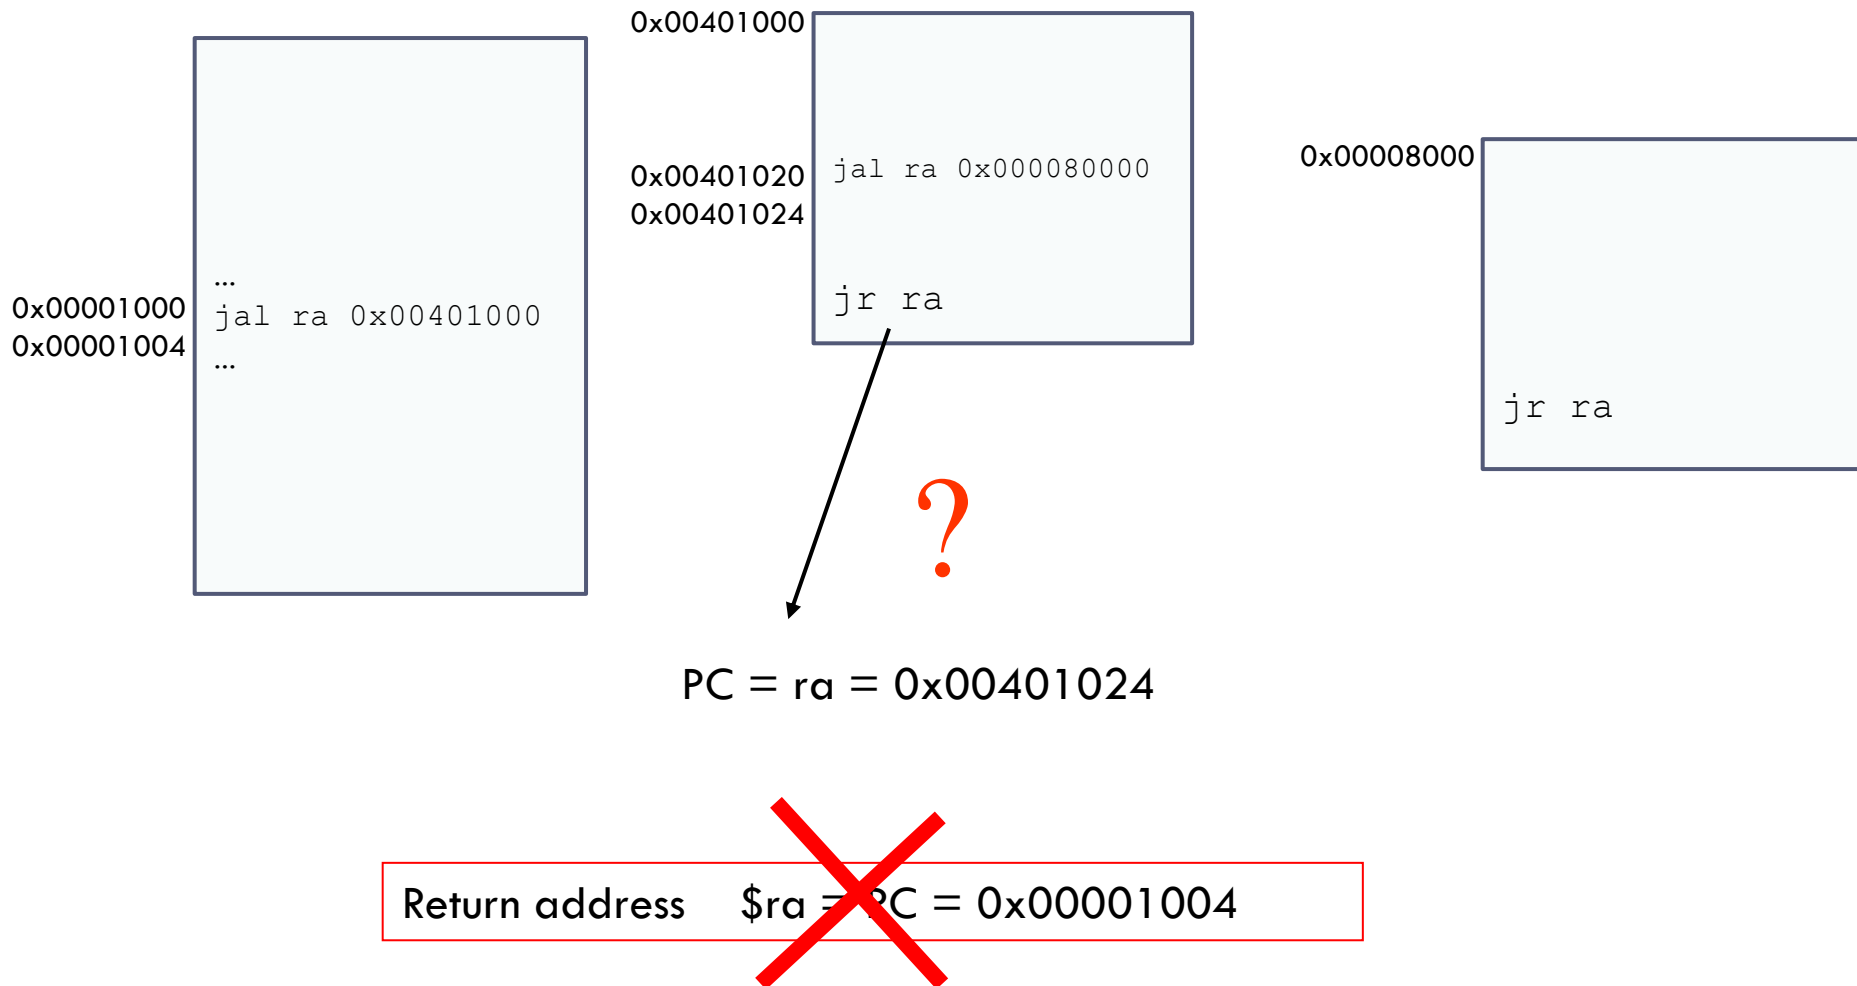 0x00001000
0x00001004
...
jal ra 0x00401000
...
0x00401000
0x00401020
0x00401024
jal ra 0x000080000
jr ra
0x00008000
jr ra
?
PC = ra = 0x00401024
Return address $ra = PC = 0x00001004